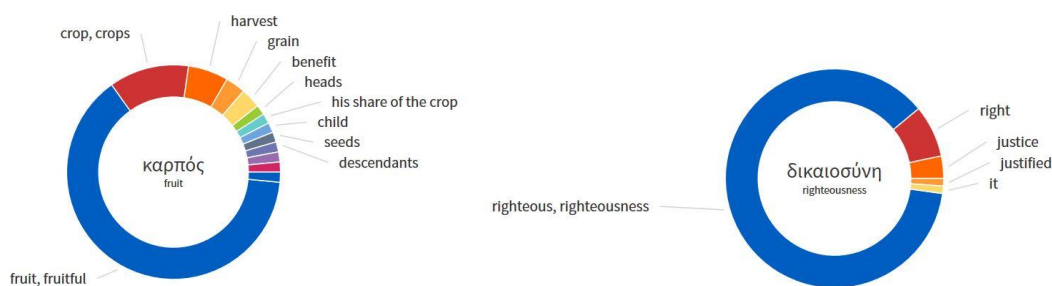 harvest
crop, crops
grain
benefit
heads
his share of the crop
child
seeds
descendants
καρπός
fruit
fruit, fruitful
right
justice
justified
it
δικαιοσύνη
righteousness
righteous, righteousness